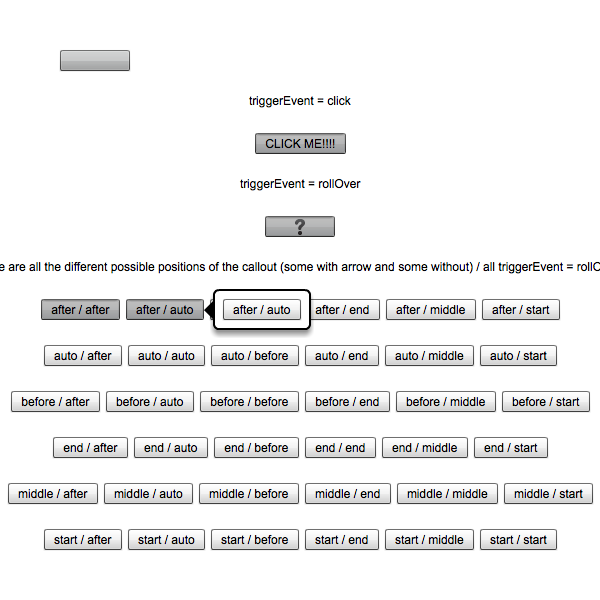 triggerEvent = click
CLICK ME!!!!
triggerEvent = rollOver
?
e are all the different possible positions of the callout (some with arrow and some without) / all triggerEvent = rollO
after / after after / auto after / auto after / end after / middle after / start
auto / after auto / auto auto / before auto / end auto / middle auto / start
before / after before / auto before / before before / end before / middle before / start
end / after end / auto end / before end / end end / middle end / start
middle / after middle / auto middle / before middle / end middle / middle middle / start
start / after start / auto start / before start / end start / middle start / start